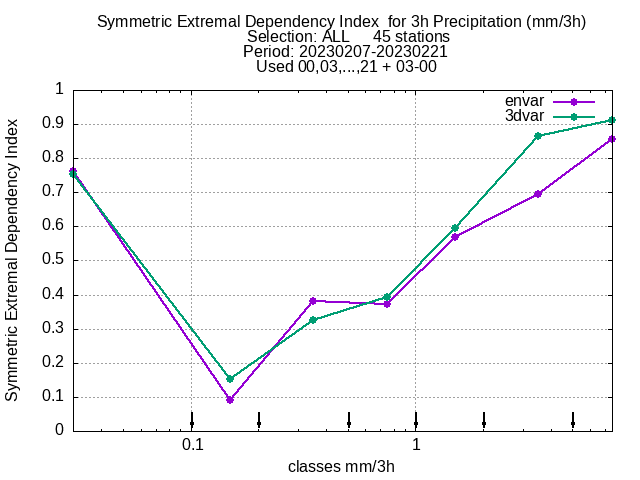 Symmetric Extremal Dependency Index  for 3h Precipitation (mm/3h)
Selection: ALL     45 stations
Period: 20230207-20230221
Used 00,03,...,21 + 03-00
envar
3dvar
1
0.9
0.8
0.7
0.6
0.5
0.4
0.3
0.2
0.1
0
Symmetric Extremal Dependency Index
0.1
1
classes mm/3h